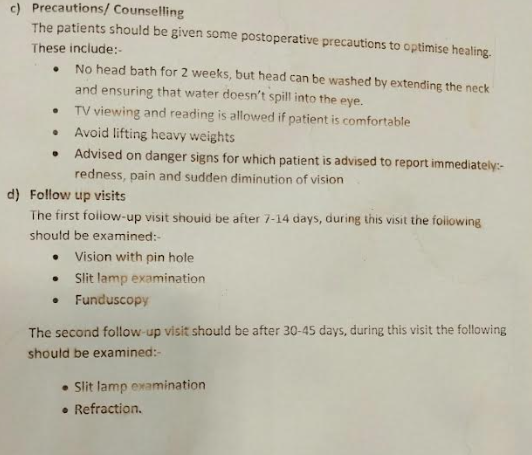 c) Precautions/ Counselling
The patients should be given some postoperative precautions to optimise healing.
These include:-
• No head bath for 2 weeks, but head can be washed by extending the neck
and ensuring that water doesn't spill into the eye.
• TV viewing and reading is allowed if patient is comfortable
• Avoid lifting heavy weights
• Advised on danger signs for which patient is advised to report immediately:-
redness, pain and sudden diminution of vision
d) Follow up visits
The first follow-up visit should be after 7-14 days, during this visit the following
should be examined:-
• Vision with pin hole
• Slit lamp examination
• Funduscopy
The second follow-up visit should be after 30-45 days, during this visit the following
should be examined:-
• Slit lamp examination
• Refraction.